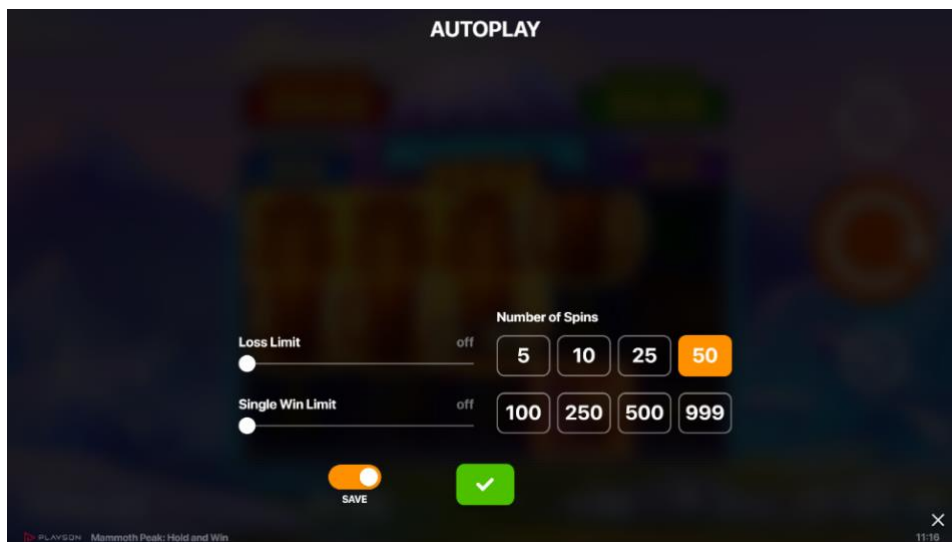 AUTOPLAY
Number of Spins
Loss Limit off
5 10 25 50
Single Win Limit off
100 250 500 999
SAVE
PLAYSON Mammoth Peak: Hold and Win
11:16